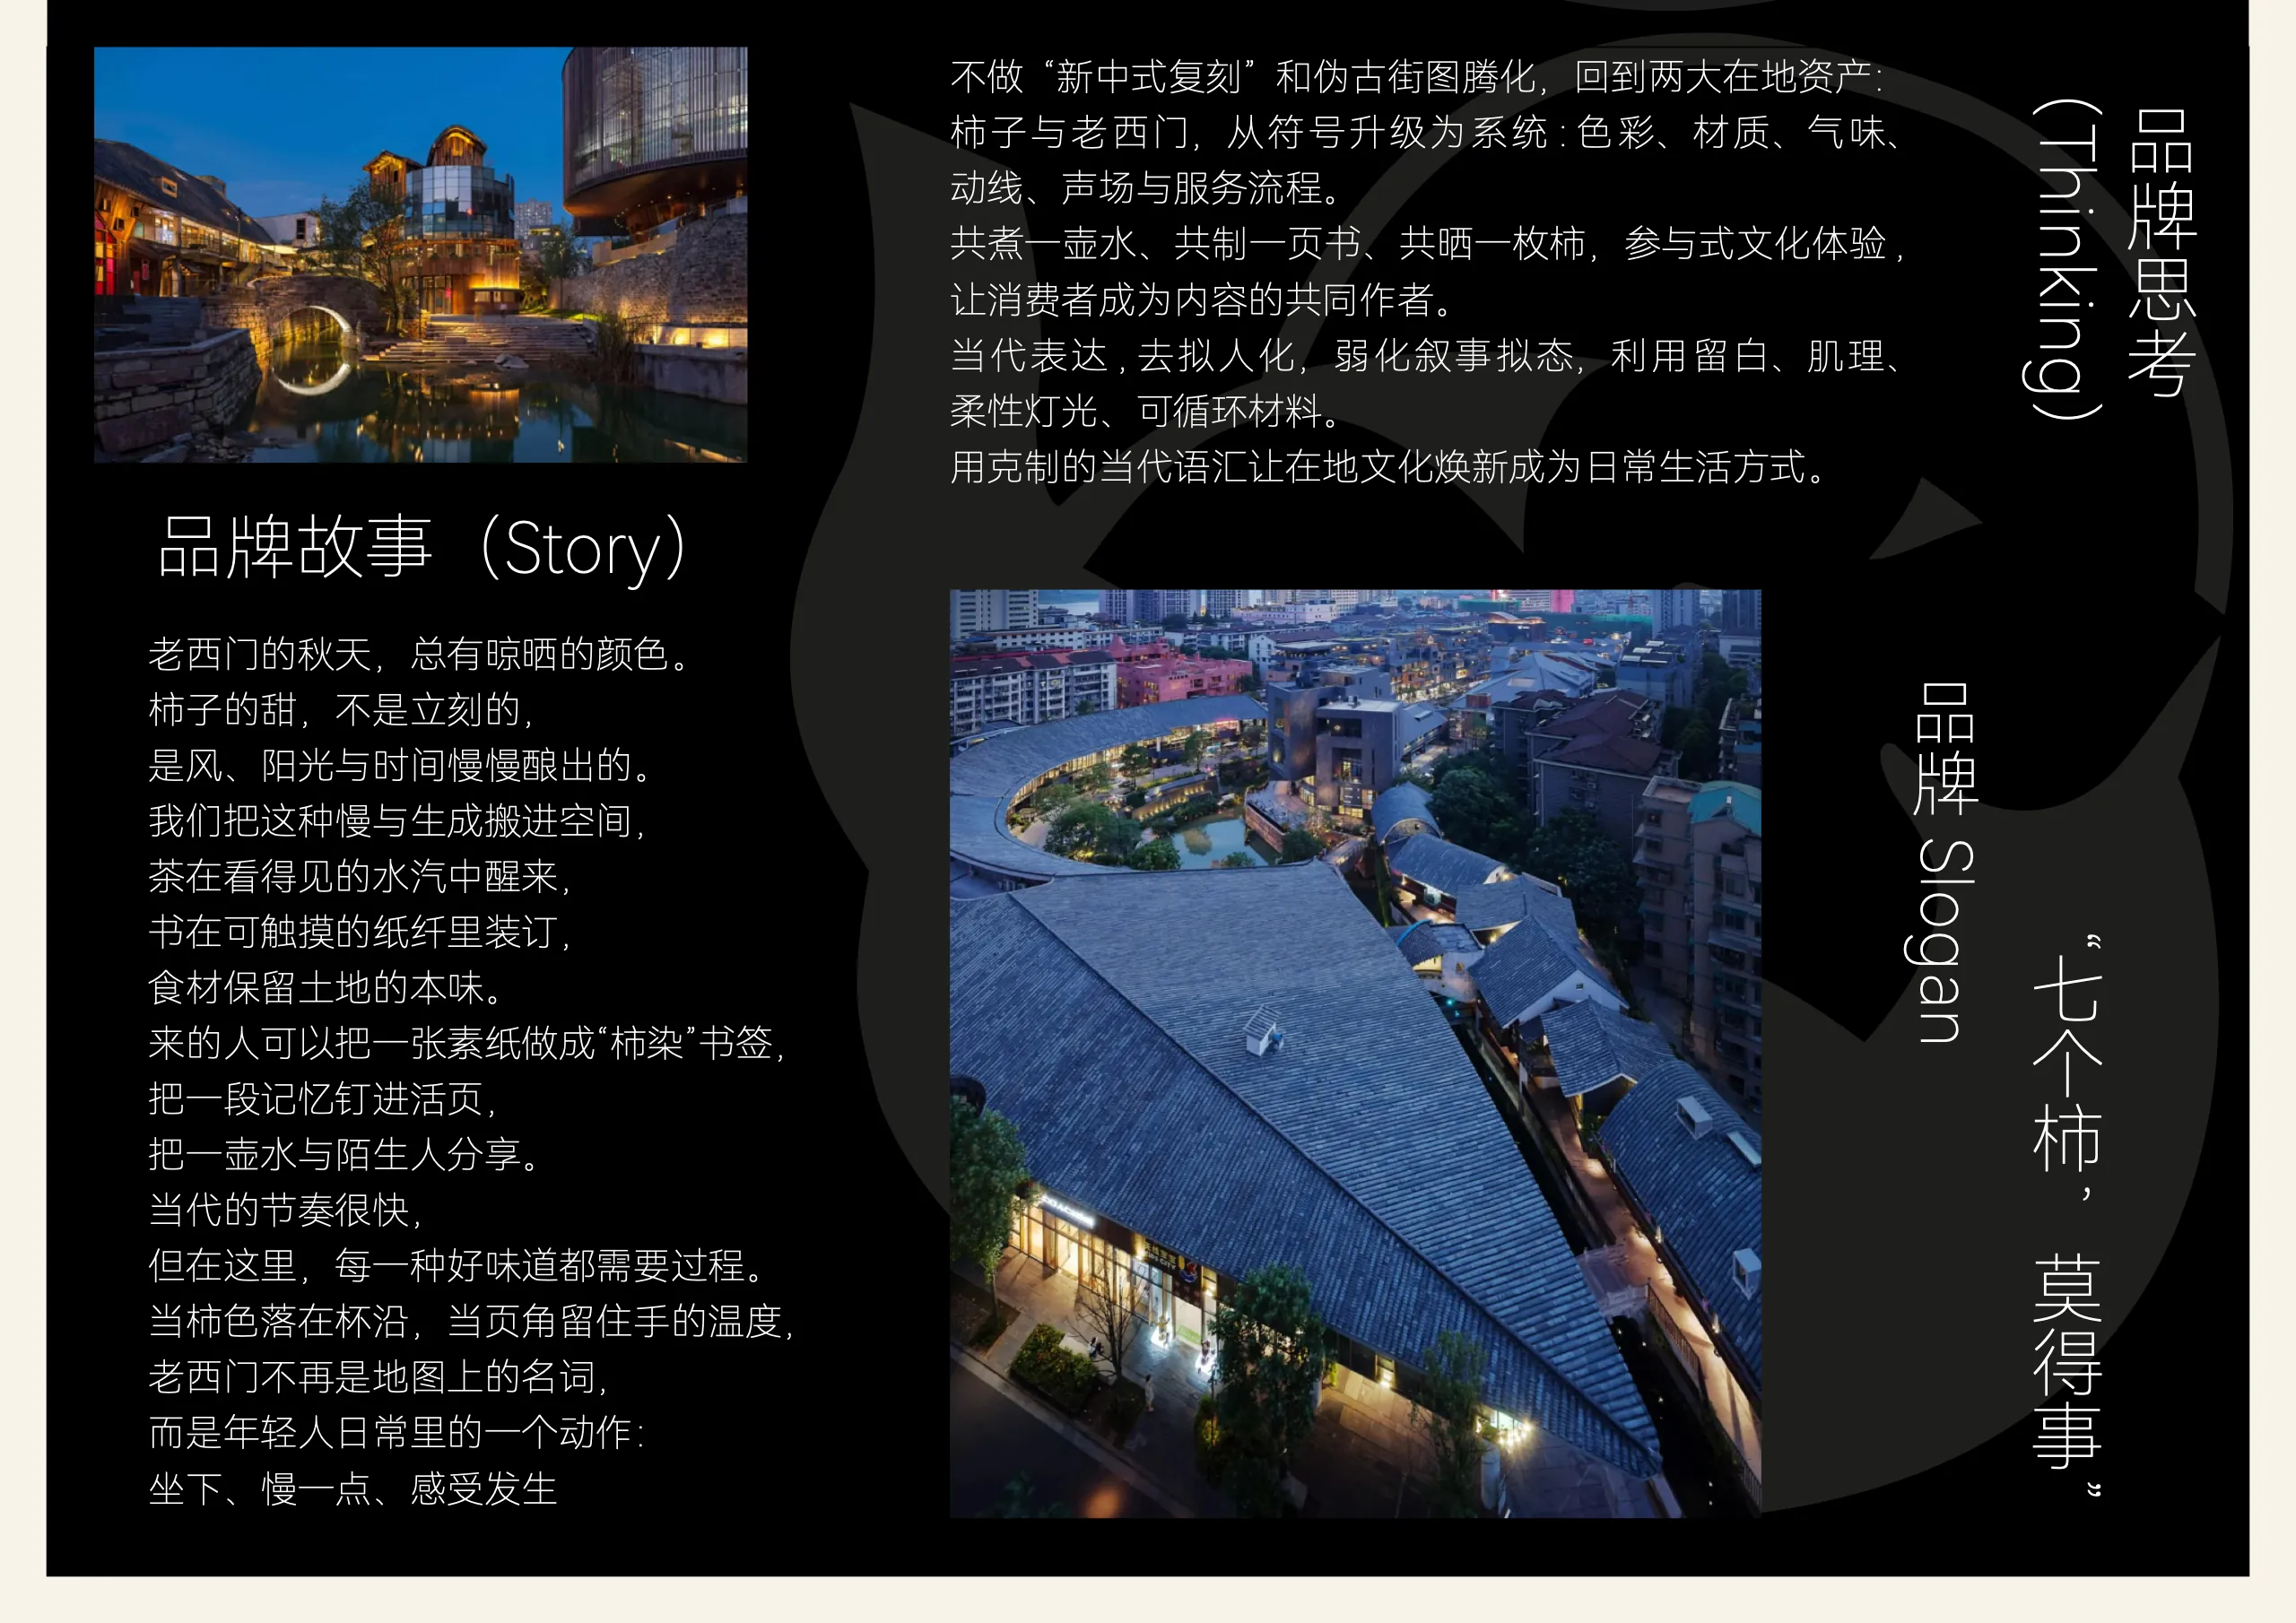 品牌思考
(Thinking)
不做“新中式复刻”和伪古街图腾化，回到两大在地资产：
柿子与老西门，从符号升级为系统:色彩、材质、气味、
动线、声场与服务流程。
共煮一壶水、共制一页书、共晒一枚柿，参与式文化体验，
让消费者成为内容的共同作者。
当代表达,去拟人化，弱化叙事拟态，利用留白、肌理、
柔性灯光、可循环材料。
用克制的当代语汇让在地文化焕新成为日常生活方式。
品牌故事（Story）
老西门的秋天，总有晾晒的颜色。
柿子的甜，不是立刻的，
是风、阳光与时间慢慢酿出的。
我们把这种慢与生成搬进空间，
茶在看得见的水汽中醒来，
书在可触摸的纸纤里装订，
食材保留土地的本味。
来的人可以把一张素纸做成“柿染”书签，
把一段记忆钉进活页，
把一壶水与陌生人分享。
当代的节奏很快，
但在这里，每一种好味道都需要过程。
当柿色落在杯沿，当页角留住手的温度，
老西门不再是地图上的名词，
而是年轻人日常里的一个动作：
坐下、慢一点、感受发生
品牌 Slogan
“七个柿，莫得事”